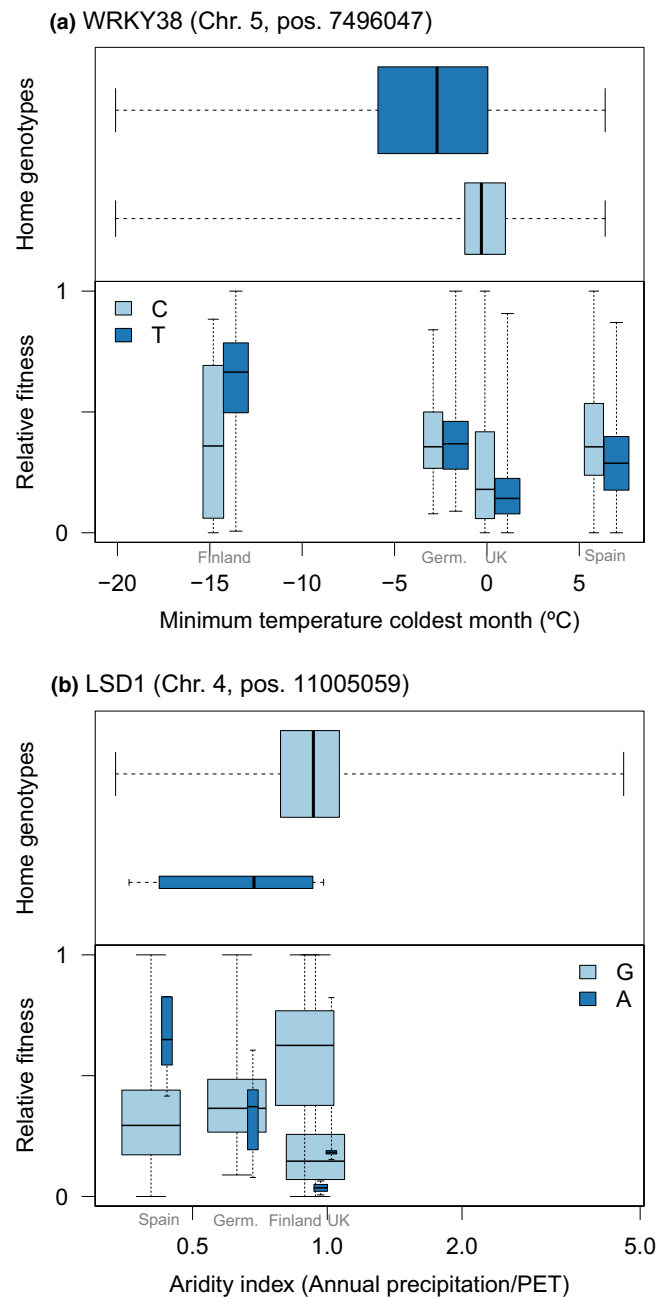 (a) WRKY38 (Chr. 5, pos. 7496047)
Home genotypes
Relative fitness
1
0
C
T
Finland Germ. UK Spain
−20 −15 −10 −5 0 5
Minimum temperature coldest month (ºC)
(b) LSD1 (Chr. 4, pos. 11005059)
Home genotypes
Relative fitness
1
0
G
A
Spain Germ. Finland UK
0.5 1.0 2.0 5.0
Aridity index (Annual precipitation/PET)